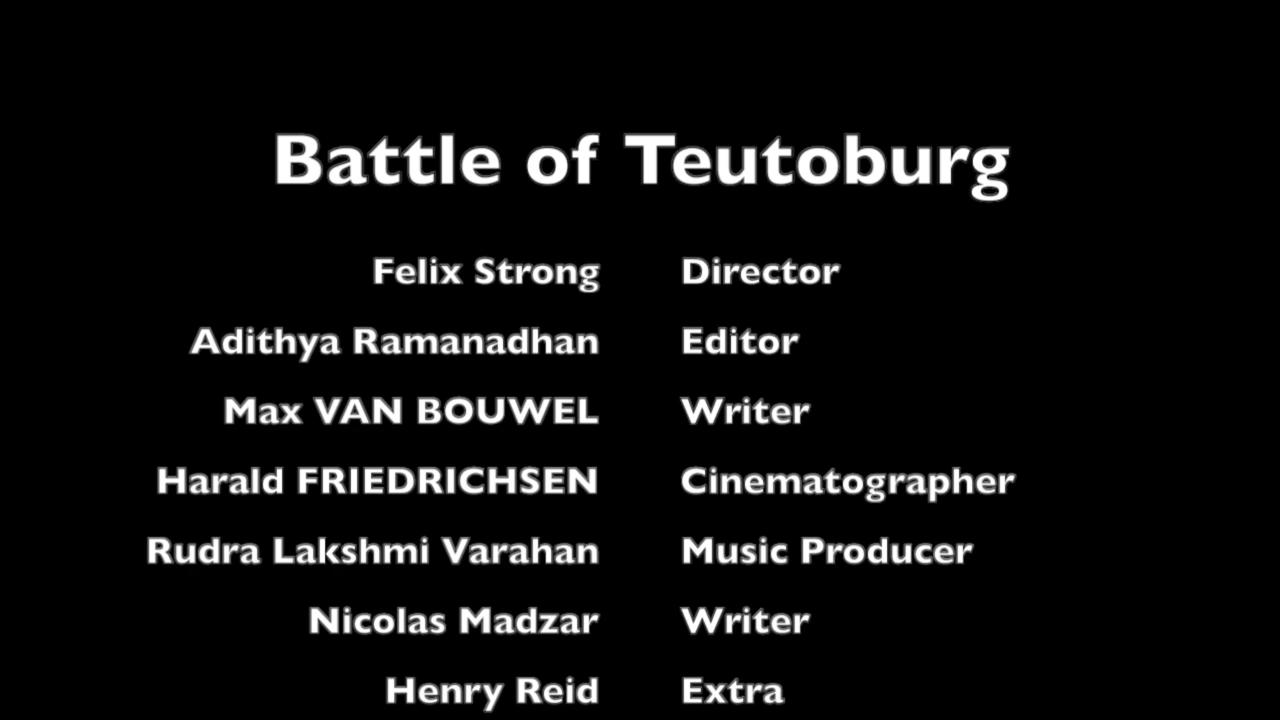 Battle of Teutoburg
Felix Strong Director
Adithya Ramanadhan Editor
Max VAN BOUWEL Writer
Harald FRIEDRICHSEN Cinematographer
Rudra Lakshmi Varahan Music Producer
Nicolas Madzar Writer
Henry Reid Extra